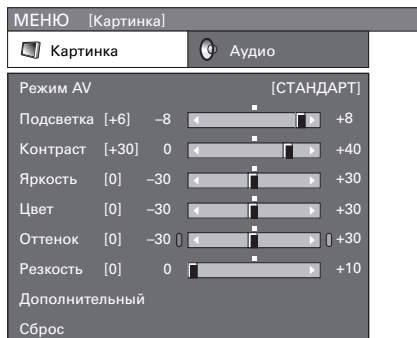 МЕНЮ [Картинка]
Картинка Аудио
Режим AV [СТАНДАРТ]
Подсветка [+6] –8 +8
Контраст [+30] 0 +40
Яркость [0] –30 +30
Цвет [0] –30 +30
Оттенок [0] –30 +30
Резкость [0] 0 +10
Дополнительный
Сброс